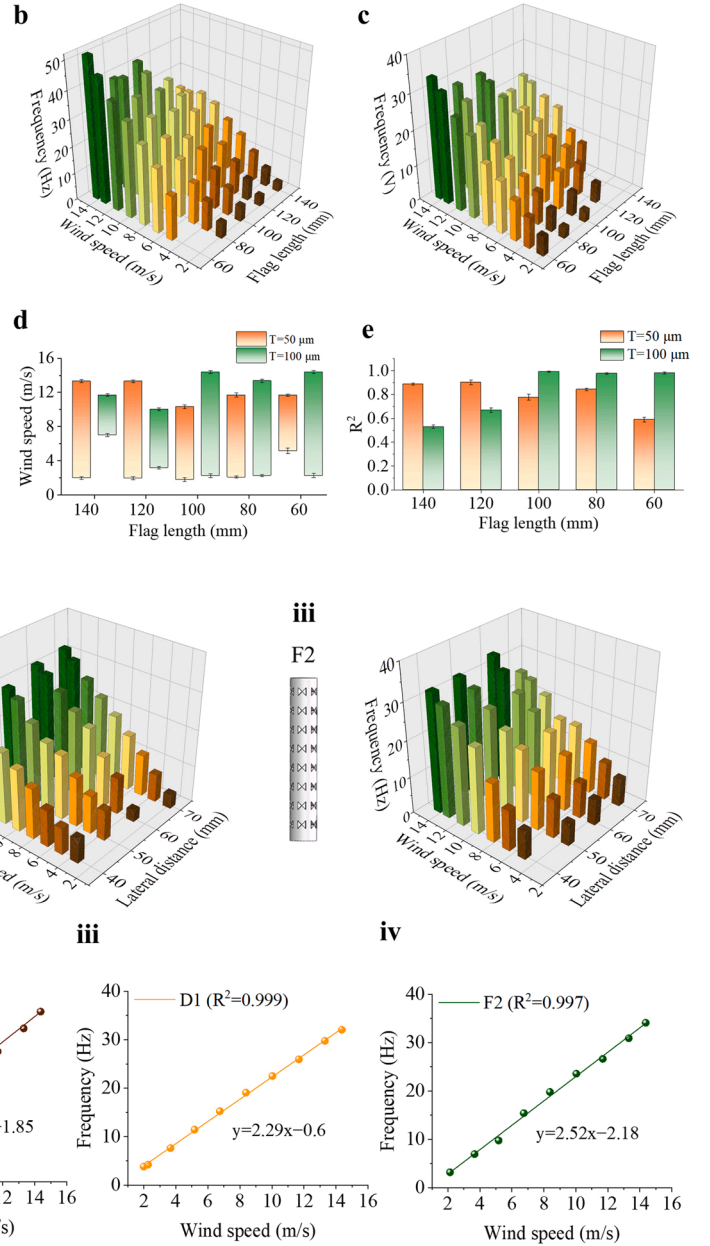 b
c
Frequency (Hz)
50
40
30
20
10
0
14
12
10
8
6
4
2
Wind speed (m/s)
60
80
100
120
140
Flag length (mm)
Frequency (V)
40
30
20
10
0
14
12
10
8
6
4
2
Wind speed (m/s)
60
80
100
120
140
Flag length (mm)
d
T=50 μm
T=100 μm
Wind speed (m/s)
16
12
8
4
0
140 120 100 80 60
Flag length (mm)
e
T=50 μm
T=100 μm
R²
1.0
0.8
0.6
0.4
0.2
0.0
140 120 100 80 60
Flag length (mm)
8
6
4
2
eed (m/s)
40
50
60
70
Lateral distance (mm)
iii
F2
Frequency (Hz)
40
30
20
10
0
14
12
10
8
6
4
2
Wind speed (m/s)
40
50
60
70
Lateral distance (mm)
−1.85
12 14 16
/s)
iii
D1 (R²=0.999)
Frequency (Hz)
40
30
20
10
0
y=2.29x−0.6
2 4 6 8 10 12 14 16
Wind speed (m/s)
iv
F2 (R²=0.997)
Frequency (Hz)
40
30
20
10
0
y=2.52x−2.18
2 4 6 8 10 12 14 16
Wind speed (m/s)